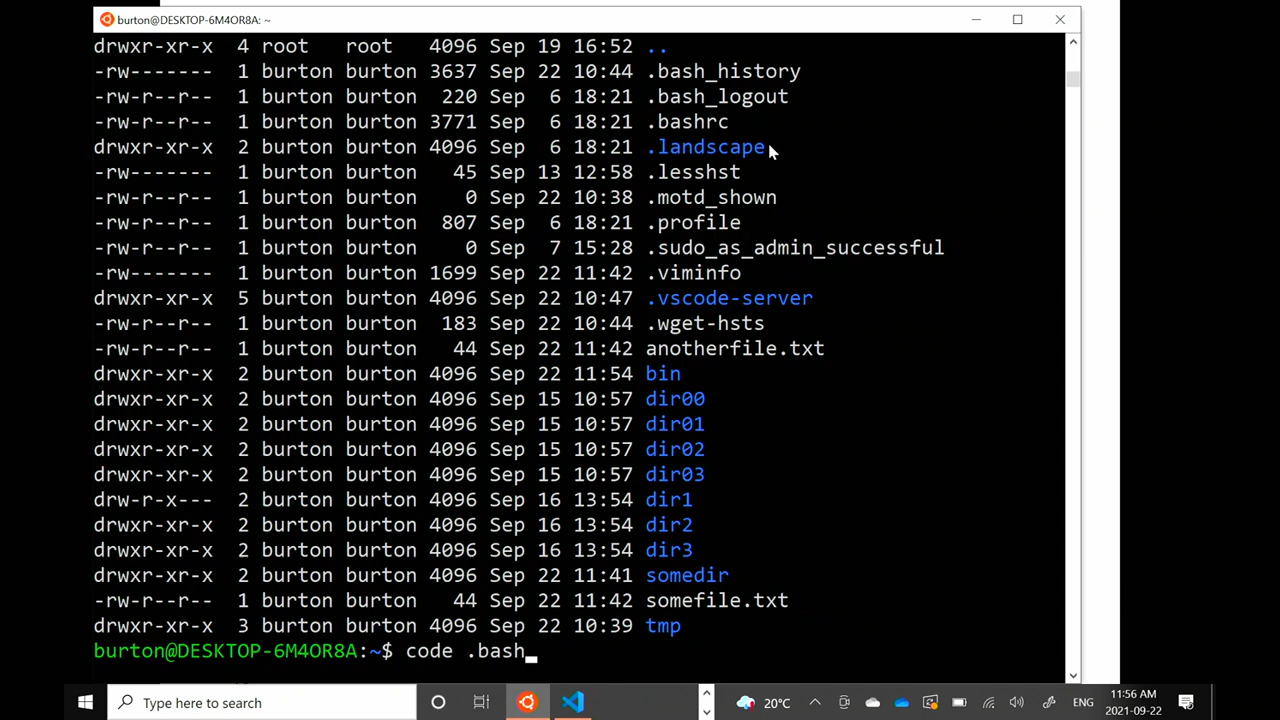 burton@DESKTOP-6M4OR8A: ~
drwxr-xr-x 4 root root 4096 Sep 19 16:52 ..
-rw------- 1 burton burton 3637 Sep 22 10:44 .bash_history
-rw-r--r-- 1 burton burton 220 Sep 6 18:21 .bash_logout
-rw-r--r-- 1 burton burton 3771 Sep 6 18:21 .bashrc
drwxr-xr-x 2 burton burton 4096 Sep 6 18:21 .landscape
-rw------- 1 burton burton 45 Sep 13 12:58 .lesshst
-rw-r--r-- 1 burton burton 0 Sep 22 10:38 .motd_shown
-rw-r--r-- 1 burton burton 807 Sep 6 18:21 .profile
-rw-r--r-- 1 burton burton 0 Sep 7 15:28 .sudo_as_admin_successful
-rw------- 1 burton burton 1699 Sep 22 11:42 .viminfo
drwxr-xr-x 5 burton burton 4096 Sep 22 10:47 .vscode-server
-rw-r--r-- 1 burton burton 183 Sep 22 10:44 .wget-hsts
-rw-r--r-- 1 burton burton 44 Sep 22 11:42 anotherfile.txt
drwxr-xr-x 2 burton burton 4096 Sep 22 11:54 bin
drwxr-xr-x 2 burton burton 4096 Sep 15 10:57 dir00
drwxr-xr-x 2 burton burton 4096 Sep 15 10:57 dir01
drwxr-xr-x 2 burton burton 4096 Sep 15 10:57 dir02
drwxr-xr-x 2 burton burton 4096 Sep 15 10:57 dir03
drw-r-x--- 2 burton burton 4096 Sep 16 13:54 dir1
drwxr-xr-x 2 burton burton 4096 Sep 16 13:54 dir2
drwxr-xr-x 2 burton burton 4096 Sep 16 13:54 dir3
drwxr-xr-x 2 burton burton 4096 Sep 22 11:41 somedir
-rw-r--r-- 1 burton burton 44 Sep 22 11:42 somefile.txt
drwxr-xr-x 3 burton burton 4096 Sep 22 10:39 tmp
burton@DESKTOP-6M4OR8A:~$ code .bash_
Type here to search
20°C
ENG
11:56 AM
2021-09-22